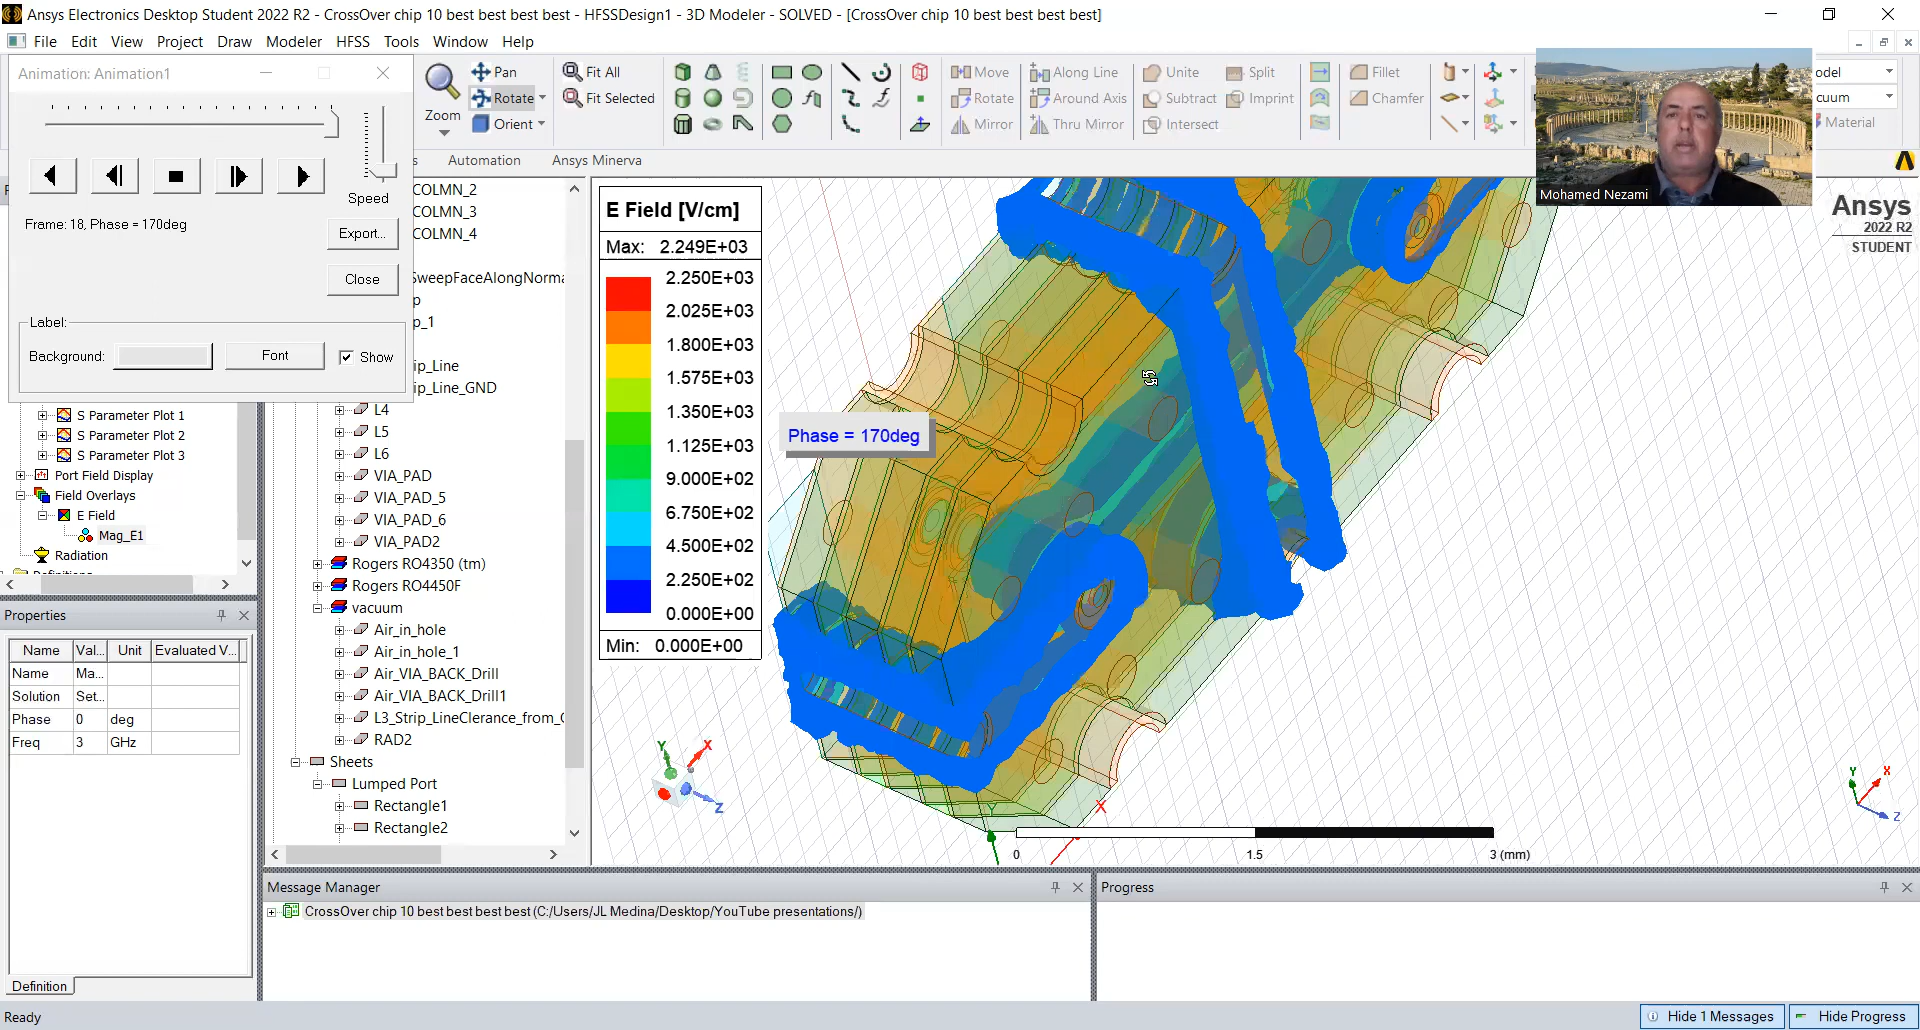 Ansys Electronics Desktop Student 2022 R2 - CrossOver chip 10 best best best best - HFSSDesign1 - 3D Modeler - SOLVED - [CrossOver chip 10 best best best best]
File Edit View Project Draw Modeler HFSS Tools Window Help
Animation: Animation1
Speed
Frame: 18, Phase = 170deg
Export...
Close
Label:
Background:
Font
Show
Zoom
Pan
Rotate
Orient
Fit All
Fit Selected
Move
Rotate
Mirror
Along Line
Around Axis
Thru Mirror
Unite
Subtract
Intersect
Split
Imprint
Fillet
Chamfer
odel
cuum
Material
s
Automation
Ansys Minerva
Mohamed Nezami
Ansys
2022 R2
STUDENT
S Parameter Plot 1
S Parameter Plot 2
S Parameter Plot 3
Port Field Display
Field Overlays
E Field
Mag_E1
Radiation
COLMN_2
COLMN_3
COLMN_4
SweepFaceAlongNorma
p
p_1
ip_Line
ip_Line_GND
L4
L5
L6
VIA_PAD
VIA_PAD_5
VIA_PAD_6
VIA_PAD2
Rogers RO4350 (tm)
Rogers RO4450F
vacuum
Air_in_hole
Air_in_hole_1
Air_VIA_BACK_Drill
Air_VIA_BACK_Drill1
L3_Strip_LineClerance_from_
RAD2
Sheets
Lumped Port
Rectangle1
Rectangle2
Properties
Name Val... Unit Evaluated V...
Name Ma...
Solution Set...
Phase 0 deg
Freq 3 GHz
Definition
E Field [V/cm]
Max: 2.249E+03
2.250E+03
2.025E+03
1.800E+03
1.575E+03
1.350E+03
1.125E+03
9.000E+02
6.750E+02
4.500E+02
2.250E+02
0.000E+00
Min: 0.000E+00
Phase = 170deg
Y X
Z
Y X
0 1.5 3 (mm)
Y X
Z
Message Manager
CrossOver chip 10 best best best best (C:/Users/JL Medina/Desktop/YouTube presentations/)
Progress
Ready
Hide 1 Messages
Hide Progress